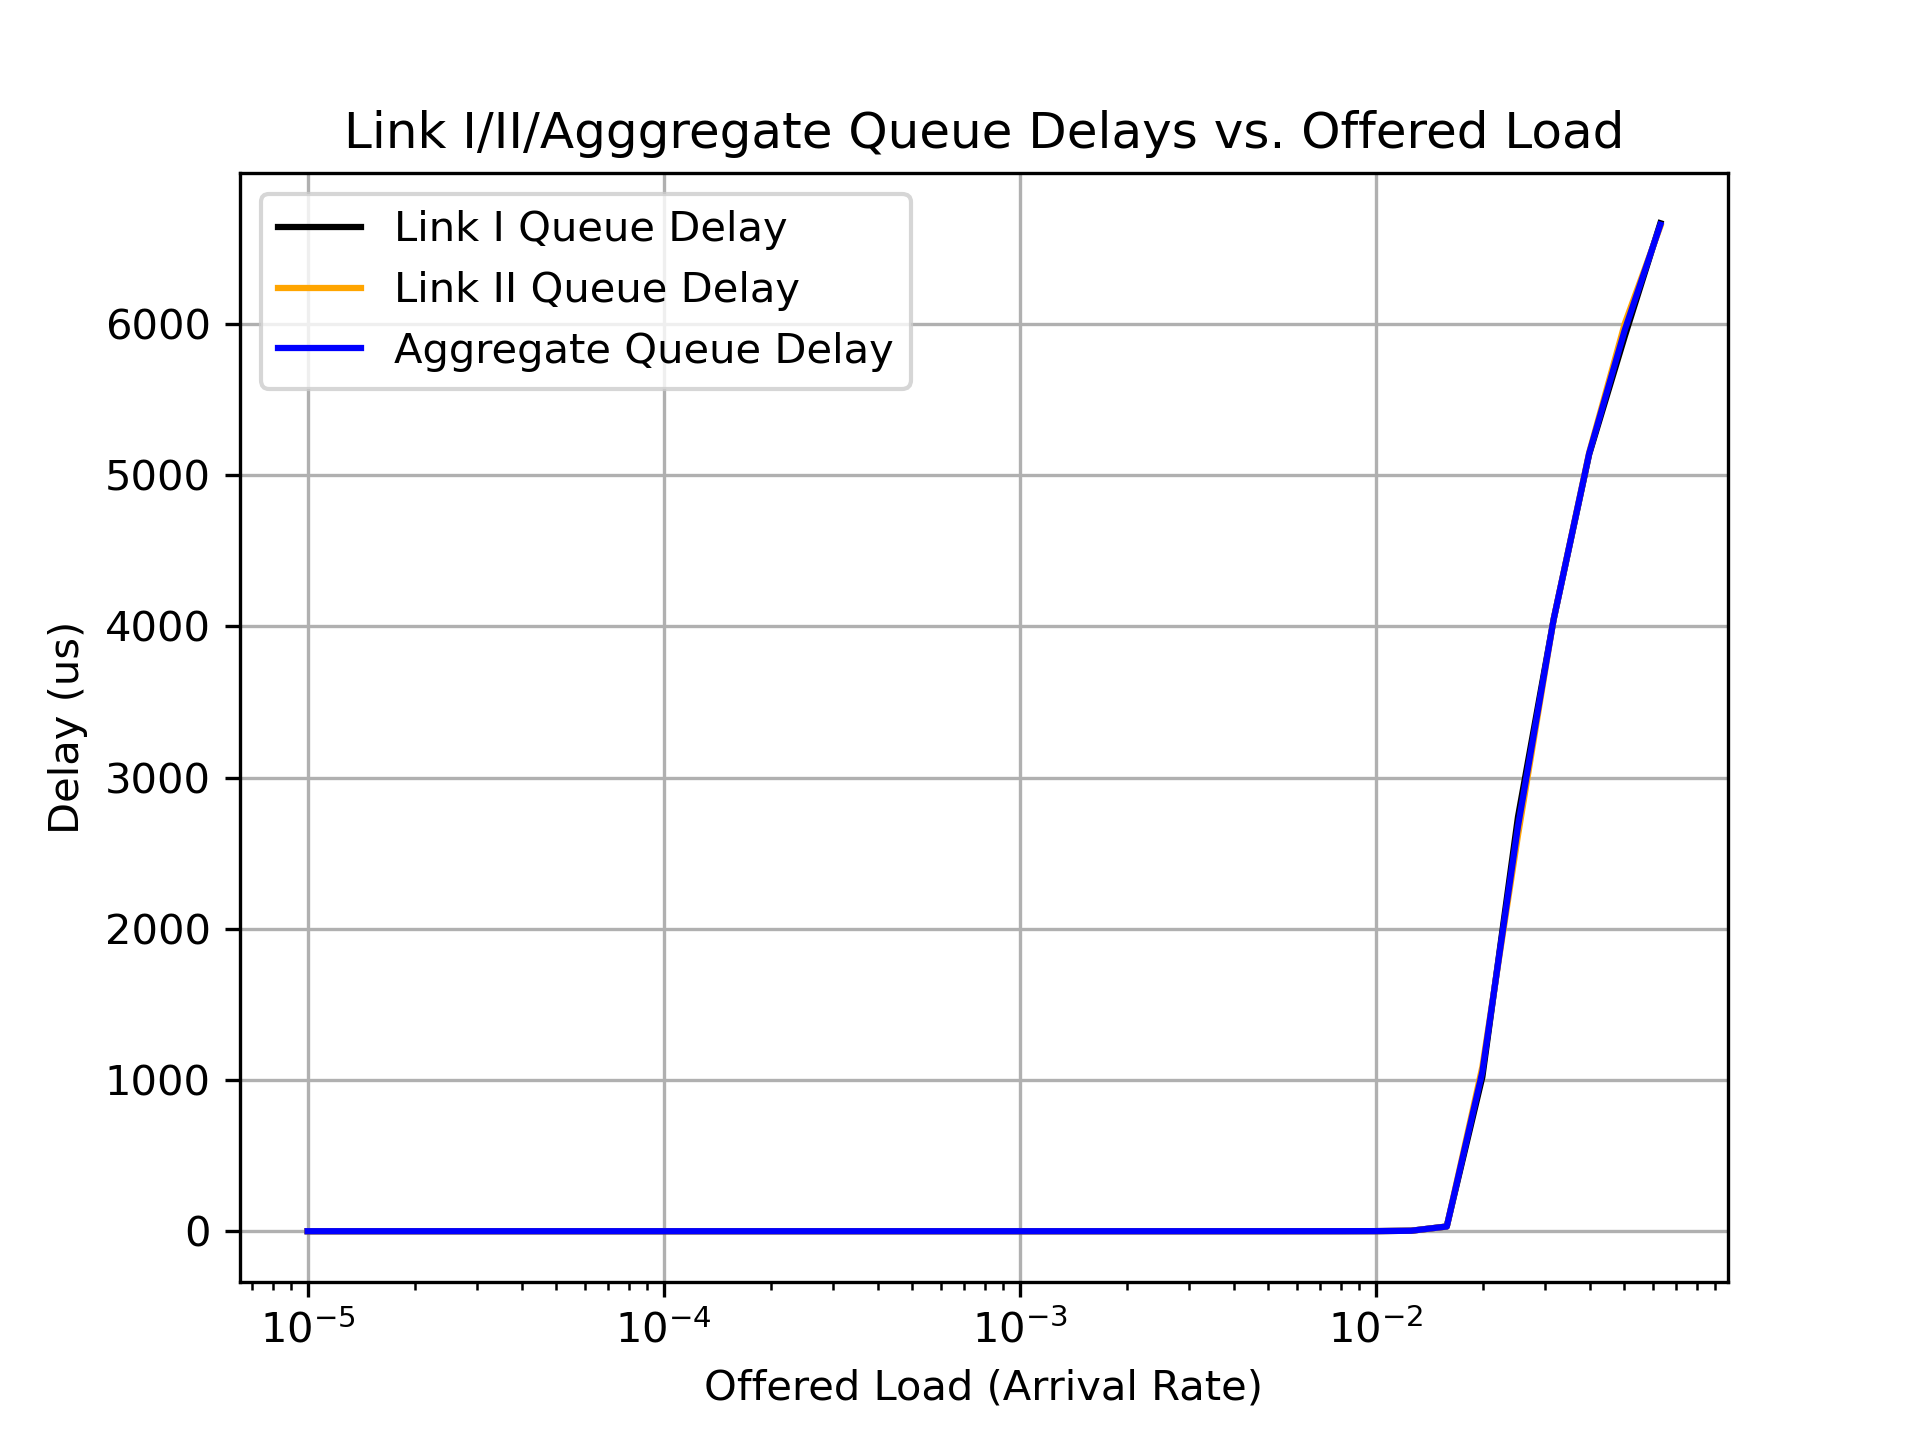 Link I/II/Agggregate Queue Delays vs. Offered Load
Link I Queue Delay
Link II Queue Delay
Aggregate Queue Delay
6000
5000
4000
3000
2000
1000
0
Delay (us)
10⁻⁵ 10⁻⁴ 10⁻³ 10⁻²
Offered Load (Arrival Rate)